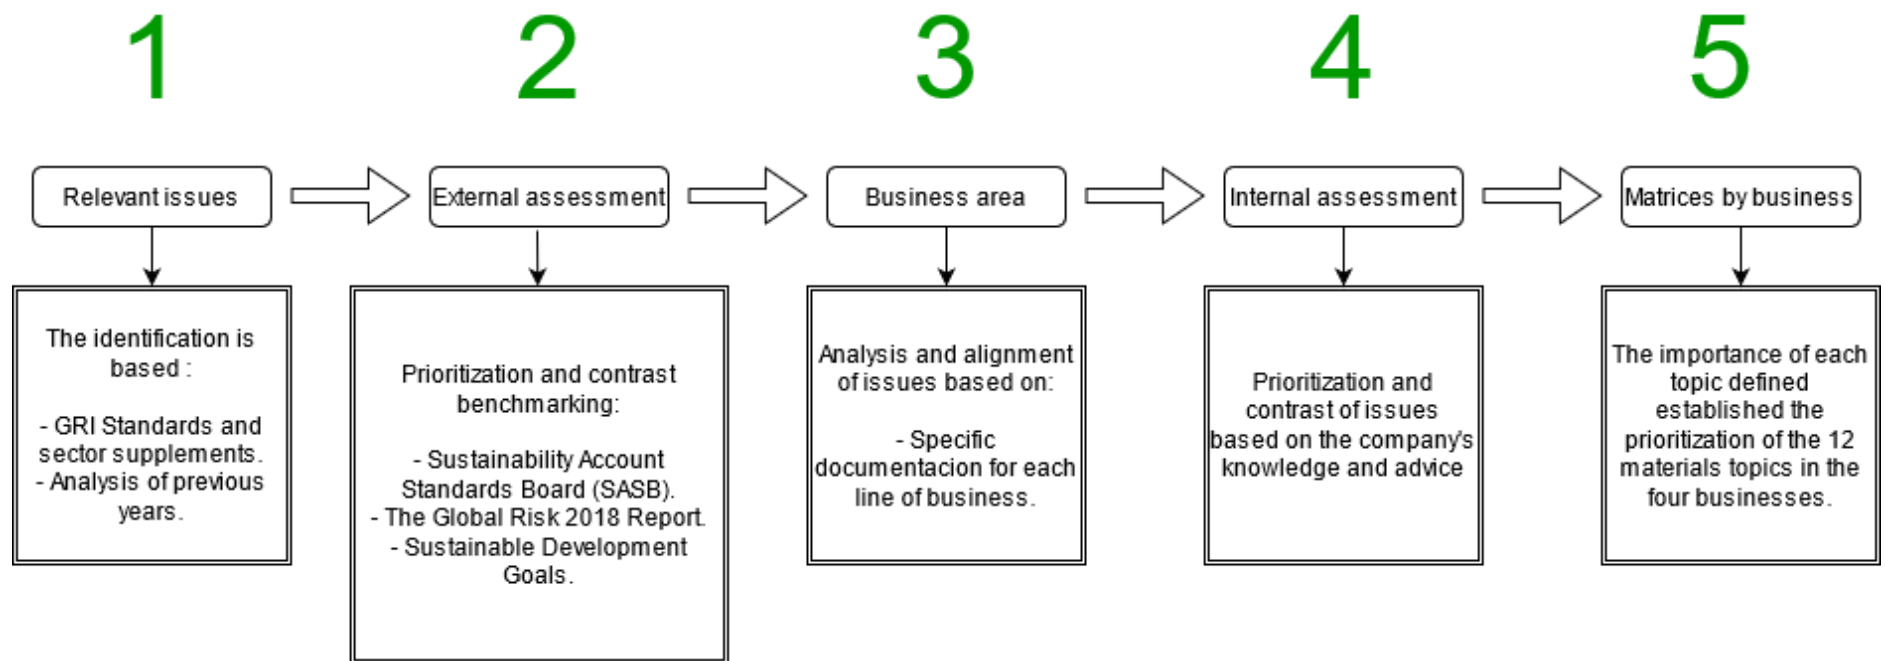 1
2
3
4
5
Relevant issues
External assessment
Business area
Internal assessment
Matrices by business
The identification is
based :
- GRI Standards and
sector supplements.
- Analysis of previous
years.
Prioritization and contrast
benchmarking:
- Sustainability Account
Standards Board (SASB).
- The Global Risk 2018 Report.
- Sustainable Development
Goals.
Analysis and alignment
of issues based on:
- Specific
documentacion for each
line of business.
Prioritization and
contrast of issues
based on the company's
knowledge and advice
The importance of each
topic defined
established the
prioritization of the 12
materials topics in the
four businesses.